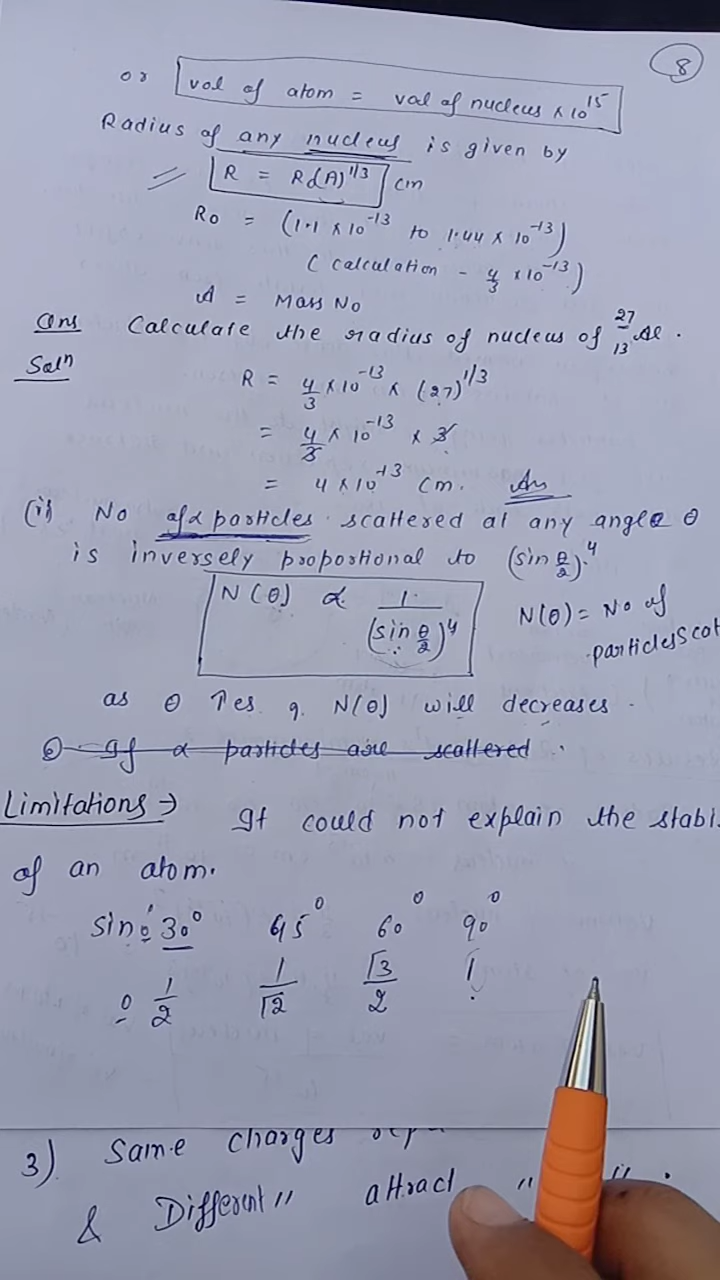 8
or vol of atom = vol of nucleus × 10^15
Radius of any nucleus is given by
R = R0(A)^1/3 cm
R0 = (1.1 × 10^-13 to 1.44 × 10^-13)
( Calculation - 4/3 × 10^-13)
A = Mass No
Calculate the radius of nucleus of 27 13 Al.
Solⁿ
R = 4/3 × 10^-13 × (27)^1/3
= 4/3 × 10^-13 × 3
= 4 × 10^-13 cm. Ans
No of α particles scattered at any angle θ
is inversely proportional to (sin θ/2)^4
N(θ) ∝ 1/(sin θ/2)^4
N(θ) = No of
particles scat
as θ ↑es, N(θ) will decreases.
If α particles are scattered
Limitations → It could not explain the stabi
of an atom.
sin 0° 30° 45° 60° 90°
0 1/2 1/√2 √3/2 1
3) Same charges
& Different " attract " "